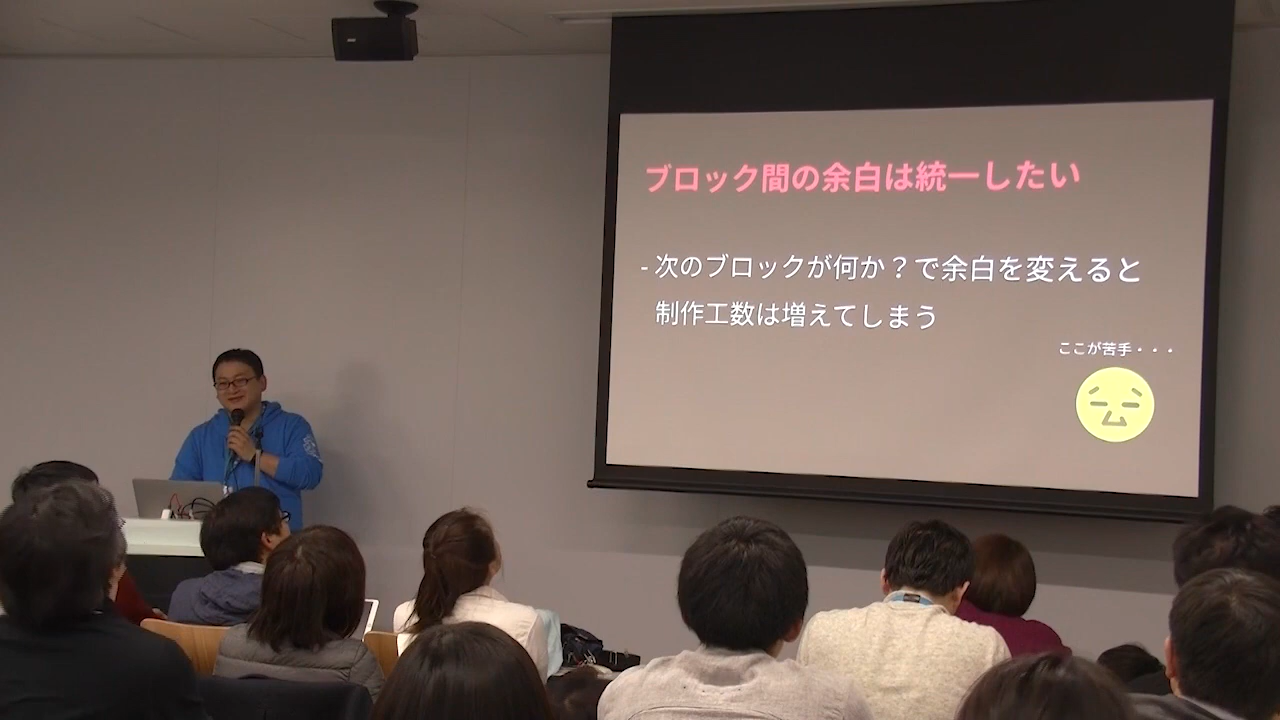 ブロック間の余白は統一したい
- 次のブロックが何か？で余白を変えると
制作工数は増えてしまう
ここが苦手・・・